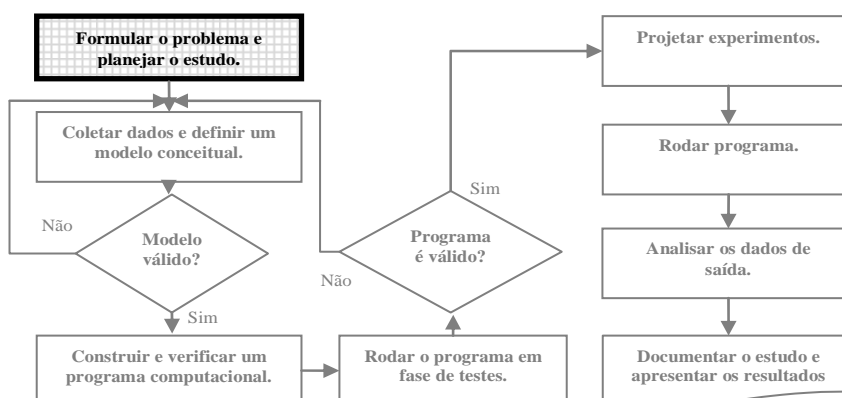 Formular o problema e
planejar o estudo.
Coletar dados e definir um
modelo conceitual.
Não
Modelo
válido?
Sim
Construir e verificar um
programa computacional.
Rodar o programa em
fase de testes.
Programa
é válido?
Não
Sim
Projetar experimentos.
Rodar programa.
Analisar os dados de
saída.
Documentar o estudo e
apresentar os resultados